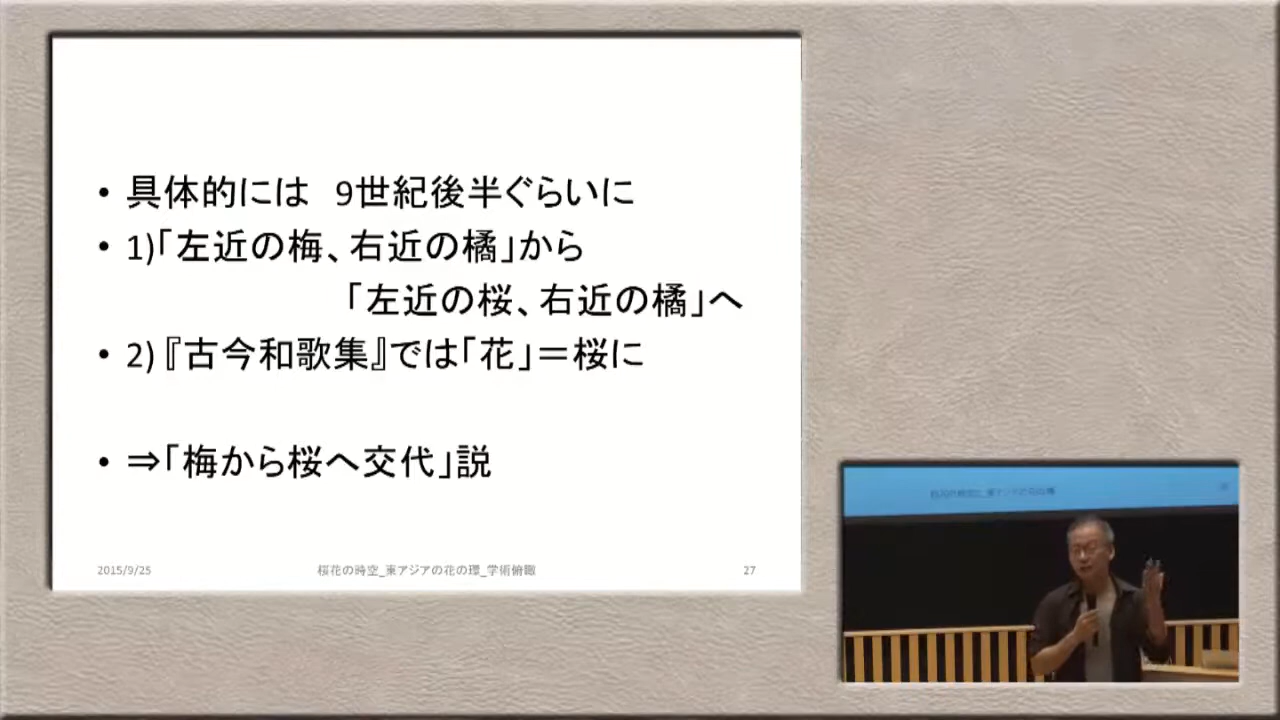 • 具体的には　9世紀後半ぐらいに
• 1)「左近の梅、右近の橘」から
「左近の桜、右近の橘」へ
• 2)『古今和歌集』では「花」＝桜に
• ⇒「梅から桜へ交代」説
2015/9/25 桜花の時空_東アジアの花の環_学術俯瞰 27